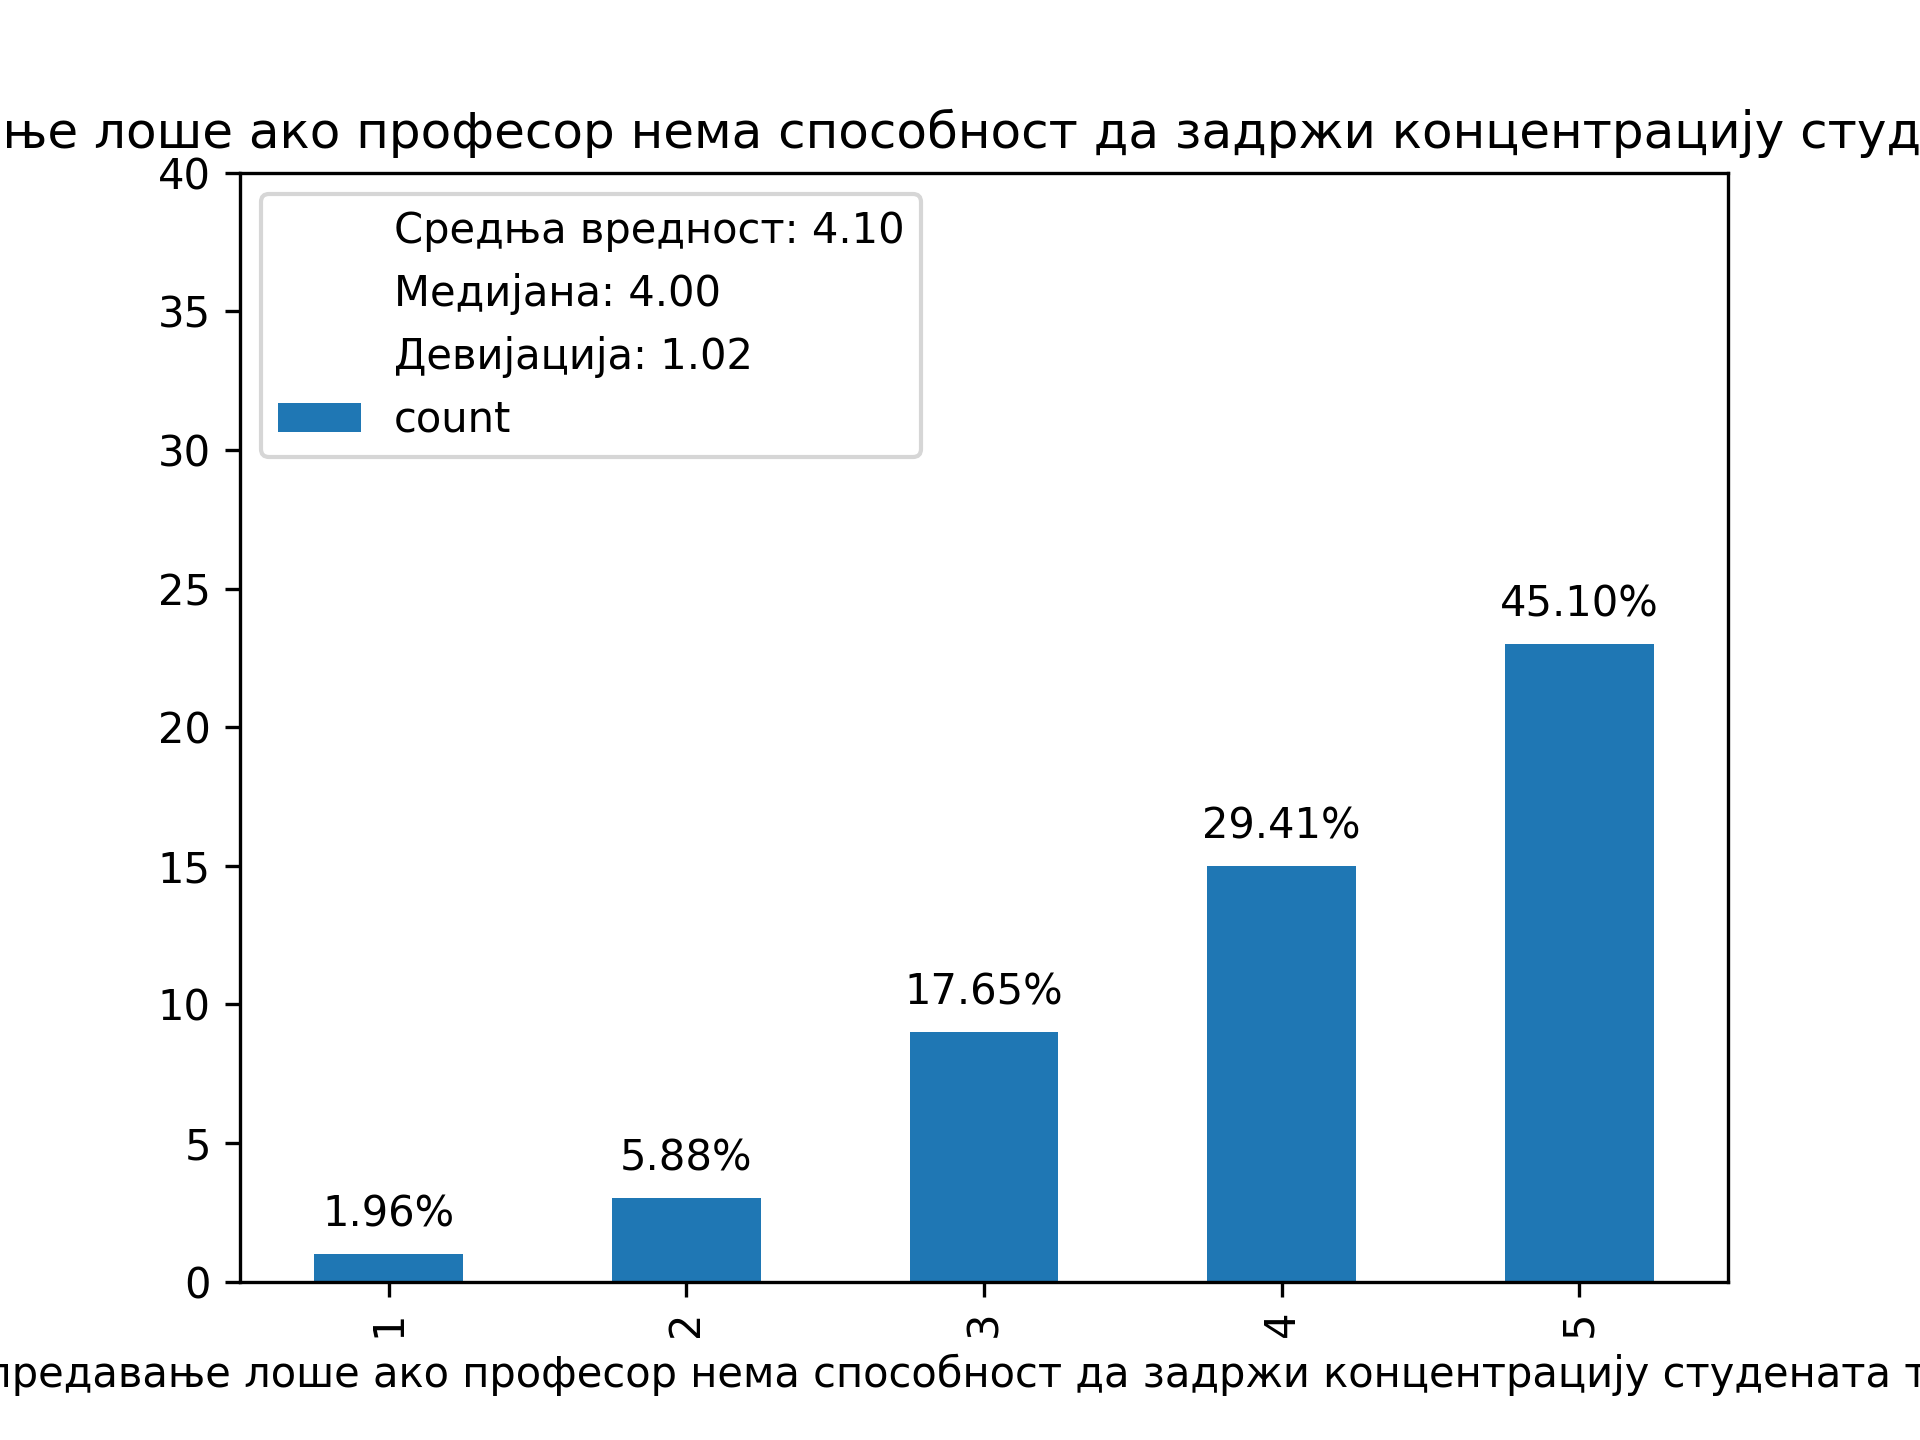 ње лоше ако професор нема способност да задржи концентрацију студ
40
35
30
25
20
15
10
5
0
Средња вредност: 4.10
Медијана: 4.00
Девијација: 1.02
count
1.96%
5.88%
17.65%
29.41%
45.10%
1 2 3 4 5
предавање лоше ако професор нема способност да задржи концентрацију студената т